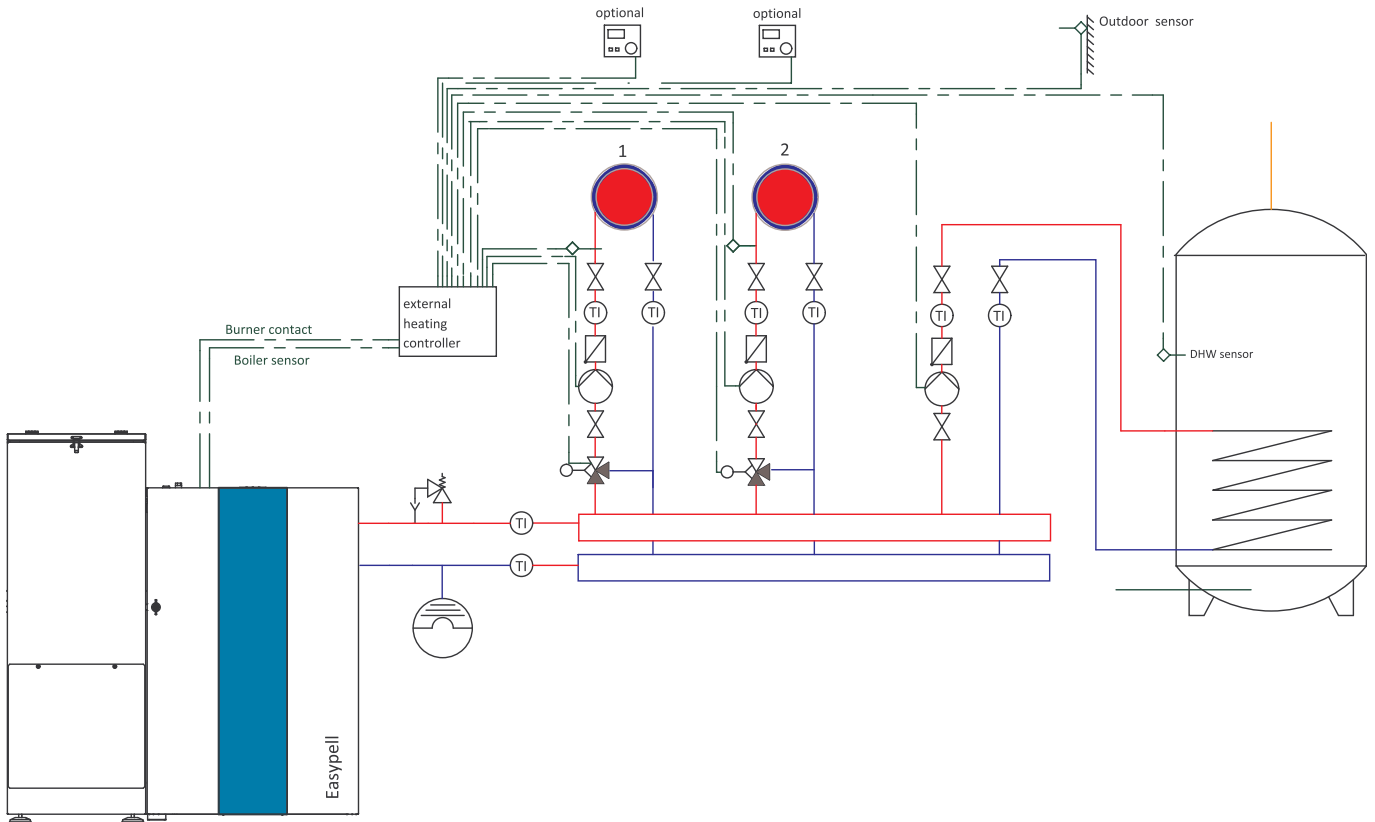 optional
optional
Outdoor sensor
1
2
external
heating
controller
TI
TI
TI
TI
TI
TI
Burner contact
Boiler sensor
DHW sensor
TI
TI
Easypell